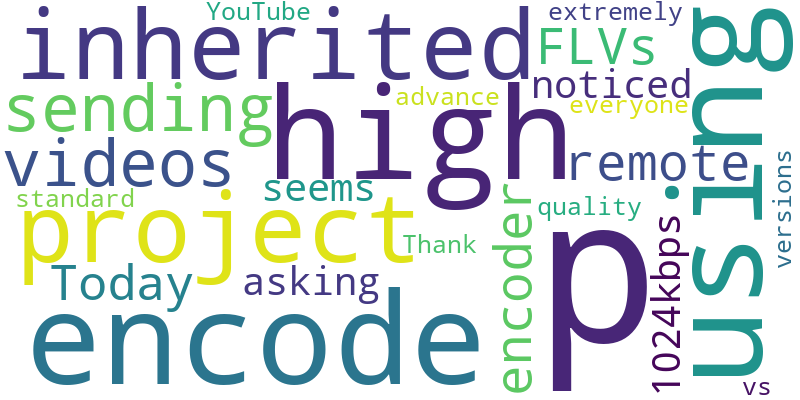 YouTube
extremely
inherited
FLVs
using
high
noticed
sending
advance
everyone
videos
remote
seems
standard
project
quality
versions
encoder
p
1024kbps
Thank
Today
asking
encode
vs